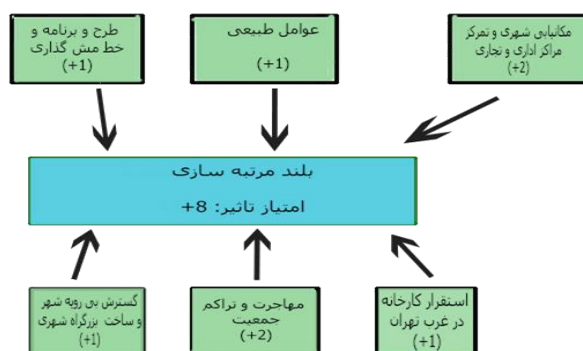 طرح و برنامه و
خط مش گذاری
(+1)
عوامل طبیعی
(+1)
مکانیابی شهری و تمرکز
مراکز اداری و تجاری
(+2)
بلند مرتبه سازی
امتیاز تاثیر: 8+
گسترش بی رویه شهر
و ساخت بزرگراه شهری
(+1)
مهاجرت و تراکم
جمعیت
(+2)
استقرار کارخانه
در غرب تهران
(+1)